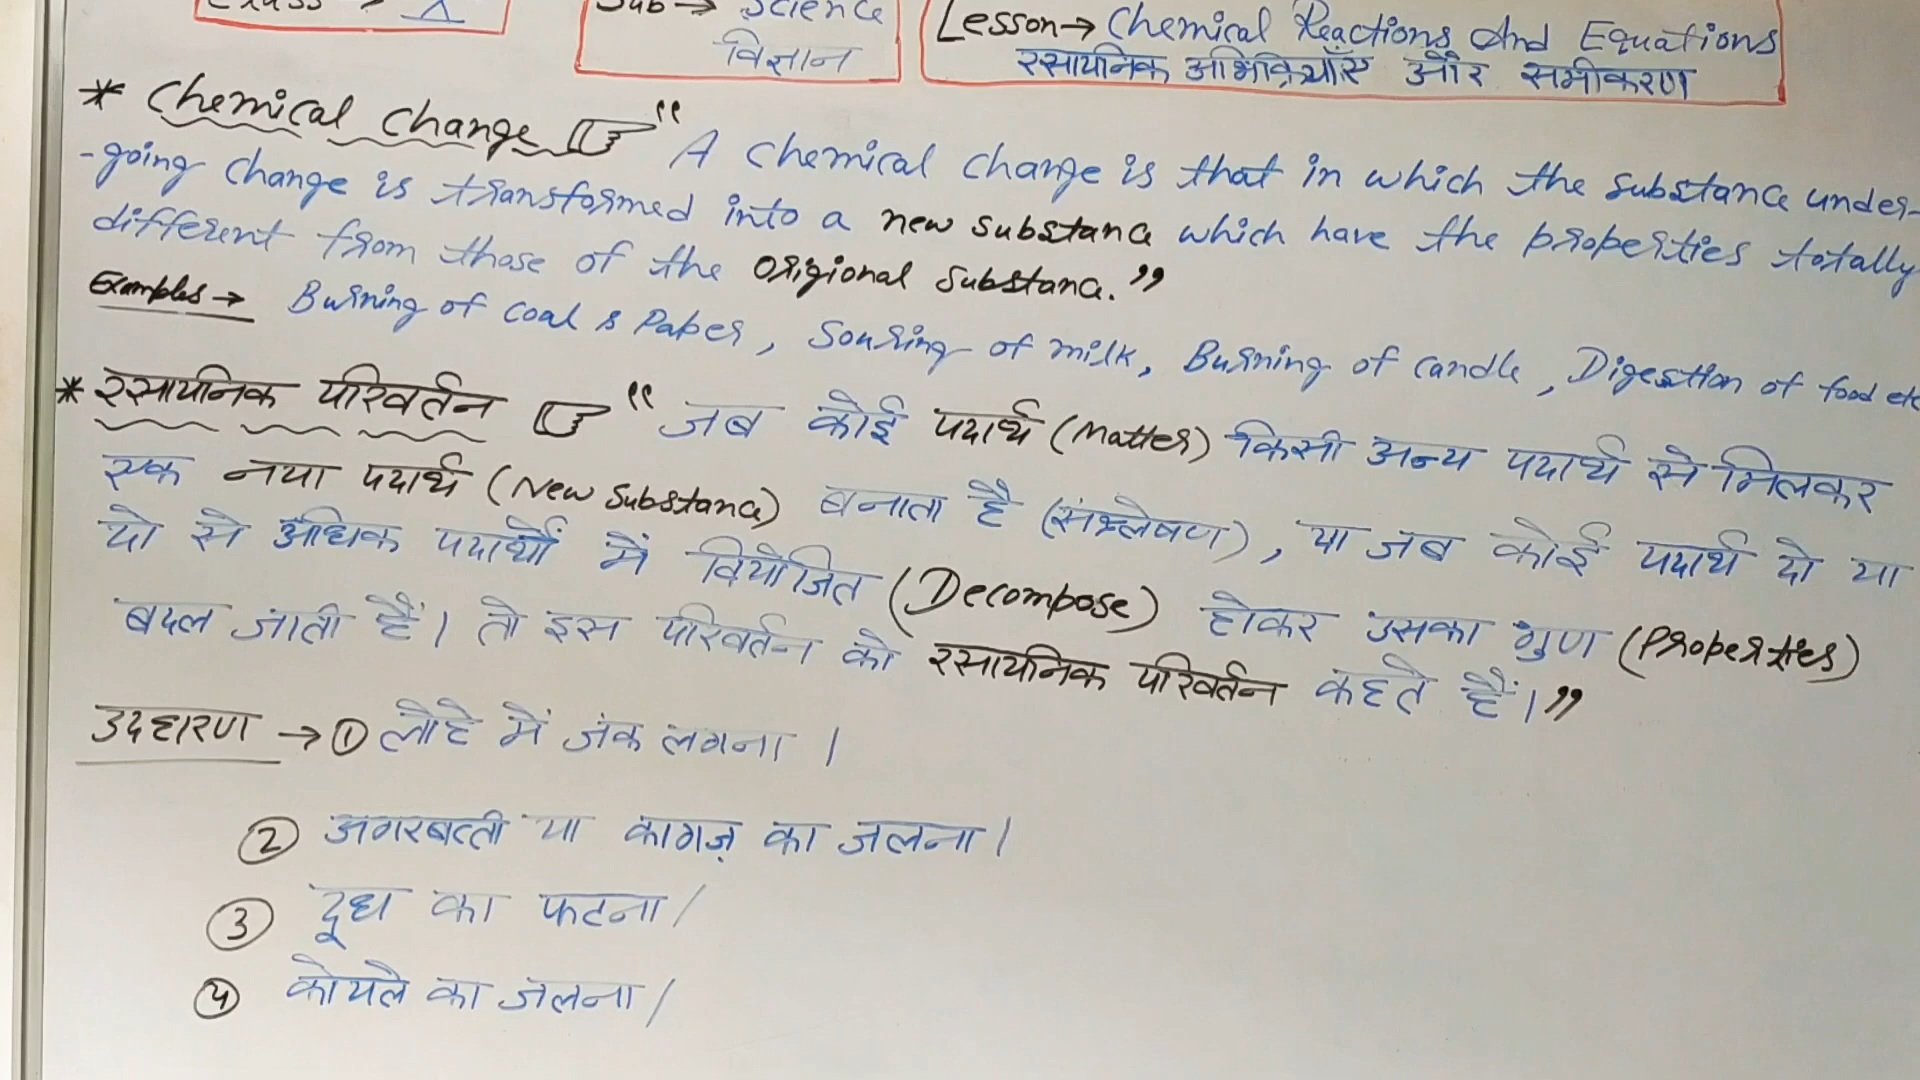 Class → X
Sub → Science
विज्ञान
Lesson → Chemical Reactions And Equations
रसायनिक अभिक्रियाँएँ और समीकरण
* Chemical Change ☞ “A Chemical Change is that in which the Substance under-
-going Change is transformed into a new Substance which have the properties totally
different from those of the Origional Substance.”
Examples → Burning of Coal & Paper, Souring of milk, Burning of candle, Digestion of food etc
* रसायनिक परिवर्तन ☞ “जब कोई पदार्थ (Matter) किसी अन्य पदार्थ से मिलकर
एक नया पदार्थ (New Substance) बनाता है (संश्लेषण), या जब कोई पदार्थ दो या
दो से अधिक पदार्थों में वियोजित (Decompose) होकर उसका गुण (Properties)
बदल जाती हैं। तो इस परिवर्तन को रसायनिक परिवर्तन कहते हैं।”
उदहारण → ① लोहे में जंक लगना।
② अगरबत्ती या कागज़ का जलना।
③ दूध का फटना।
④ कोयले का जलना।